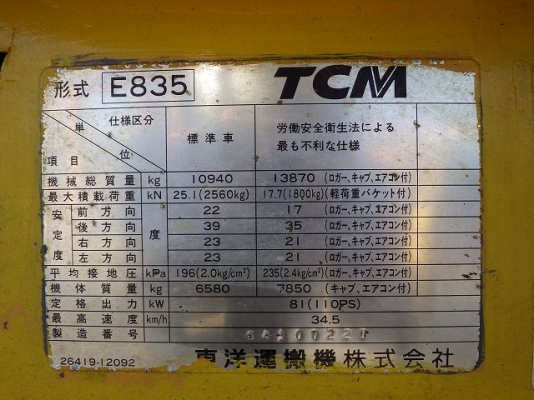 形式 E835 TCM
単位 仕様区分 標準車 労働安全衛生法による
項目 最も不利な仕様
機械総質量 kg 10940 13870 (ロガー、キャブ、エアコン付)
最大積載荷重 kN 25.1(2560kg) 17.7(1800kg)(軽荷重バケット付)
安定度 前方向 度 22 17 (ロガー、キャブ、エアコン付)
後方向 39 35 (ロガー、キャブ、エアコン付)
右方向 23 21 (ロガー、キャブ、エアコン付)
左方向 23 21 (ロガー、キャブ、エアコン付)
平均接地圧 kPa 196(2.0kg/cm²) 235(2.4kg/cm²)(ロガー、キャブ、エアコン付)
機体質量 kg 6580 7850 (キャブ、エアコン付)
定格出力 kW 81(110PS)
最高速度 km/h 34.5
製造番号
26419-12092 東洋運搬機株式会社